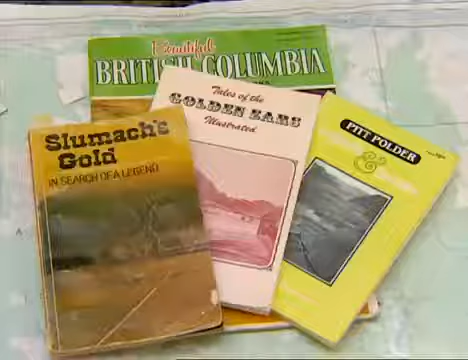 Beautiful
BRITISH COLUMBIA
Tales of the
GOLDEN EARS
Illustrated
Slumach's
Gold
IN SEARCH OF A LEGEND
PITT POLDER
&